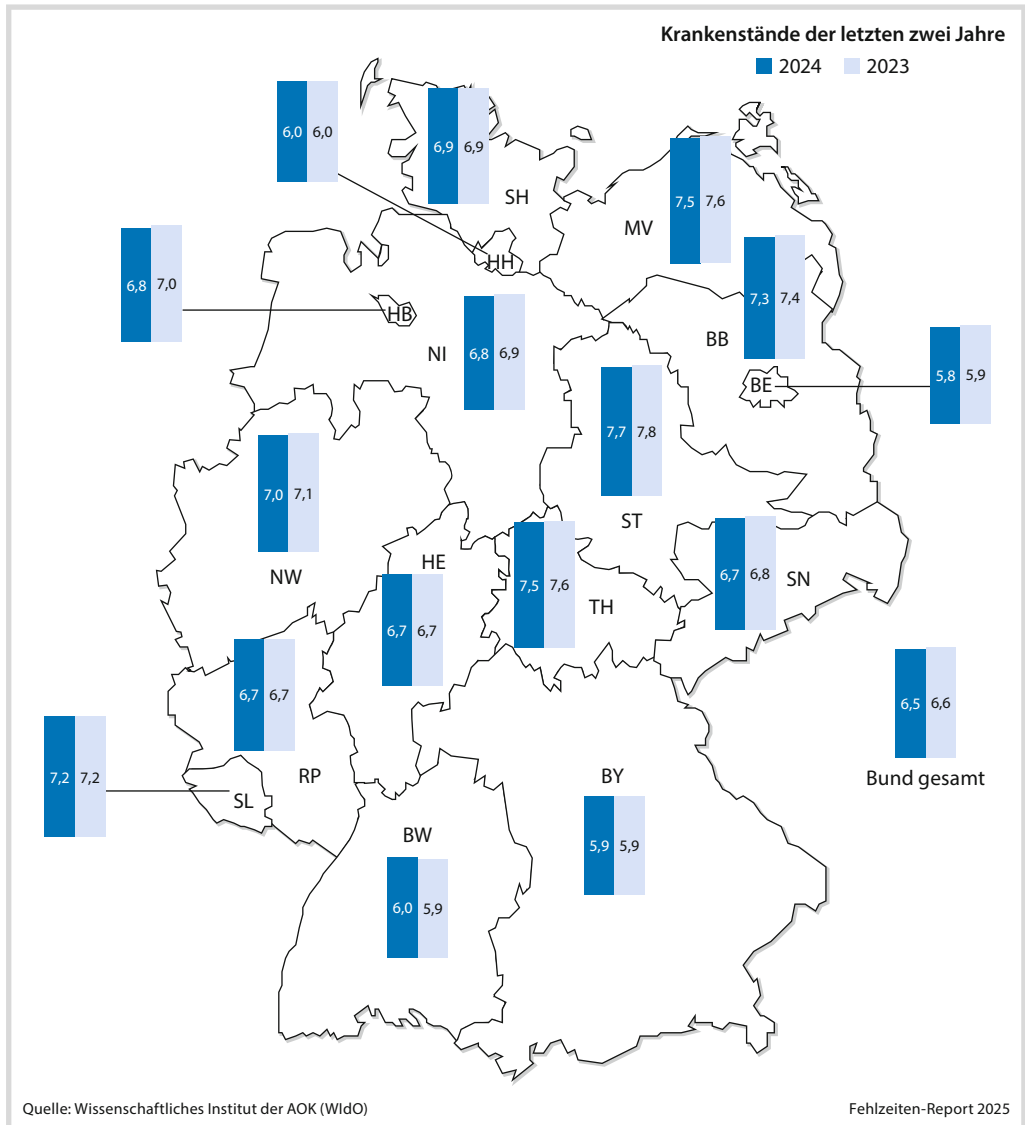 Krankenstände der letzten zwei Jahre
2024 2023
6,0 6,0
6,9 6,9
SH
7,5 7,6
MV
HH
6,8 7,0
HB
7,3 7,4
BB
NI
6,8 6,9
5,8 5,9
BE
7,7 7,8
ST
7,0 7,1
NW
HE
6,7 6,7
7,5 7,6
TH
6,7 6,8
SN
6,7 6,7
RP
6,5 6,6
Bund gesamt
7,2 7,2
SL
BY
5,9 5,9
BW
6,0 5,9
Quelle: Wissenschaftliches Institut der AOK (WIdO)
Fehlzeiten-Report 2025